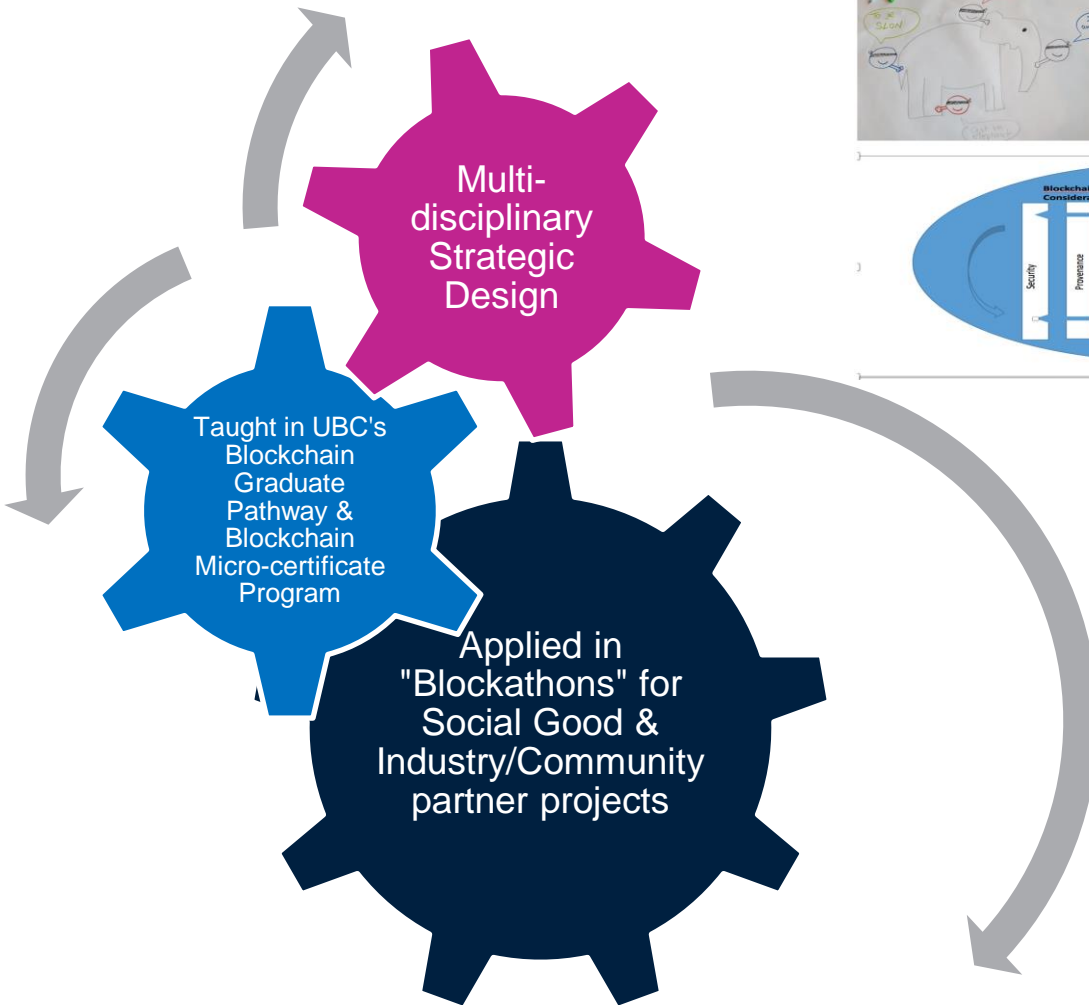 Multi-
disciplinary
Strategic
Design
Taught in UBC's
Blockchain
Graduate
Pathway &
Blockchain
Micro-certificate
Program
Applied in
"Blockathons" for
Social Good &
Industry/Community
partner projects
SLON
Security
Provenance